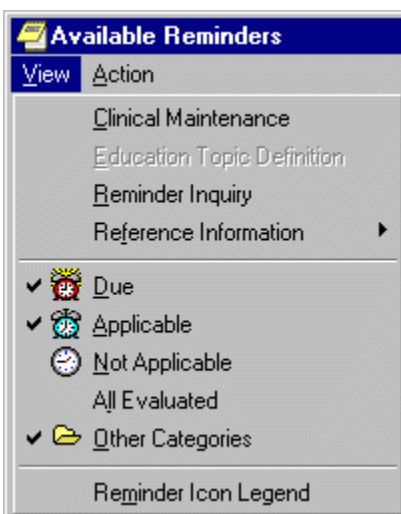 Available Reminders
View Action
Clinical Maintenance
Education Topic Definition
Reminder Inquiry
Reference Information
Due
Applicable
Not Applicable
All Evaluated
Other Categories
Reminder Icon Legend